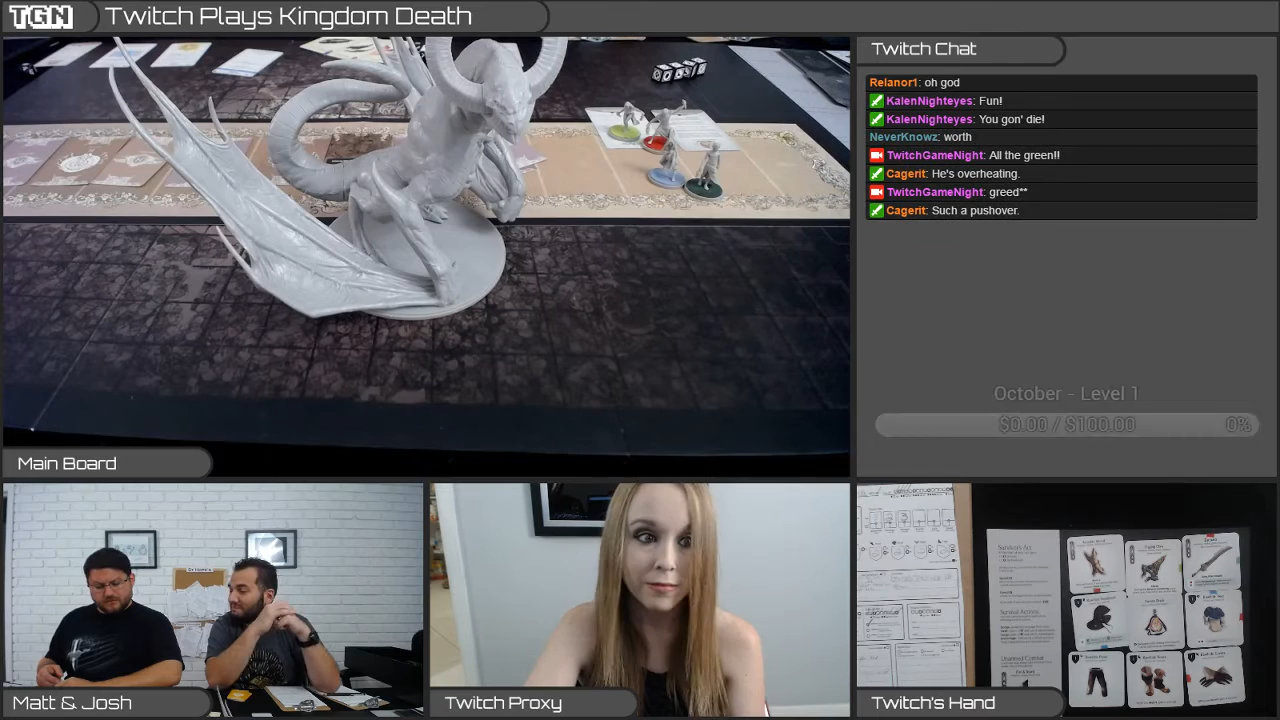 TGN
Twitch Plays Kingdom Death
Twitch Chat
Relanor1: oh god
KalenNighteyes: Fun!
KalenNighteyes: You gon' die!
NeverKnowz: worth
TwitchGameNight: All the green!!
Cagerit: He's overheating.
TwitchGameNight: greed**
Cagerit: Such a pushover.
October - Level 1
$0.00 / $100.00 0%
Main Board
Matt & Josh
Twitch Proxy
Survival Actions
Twitch's Hand